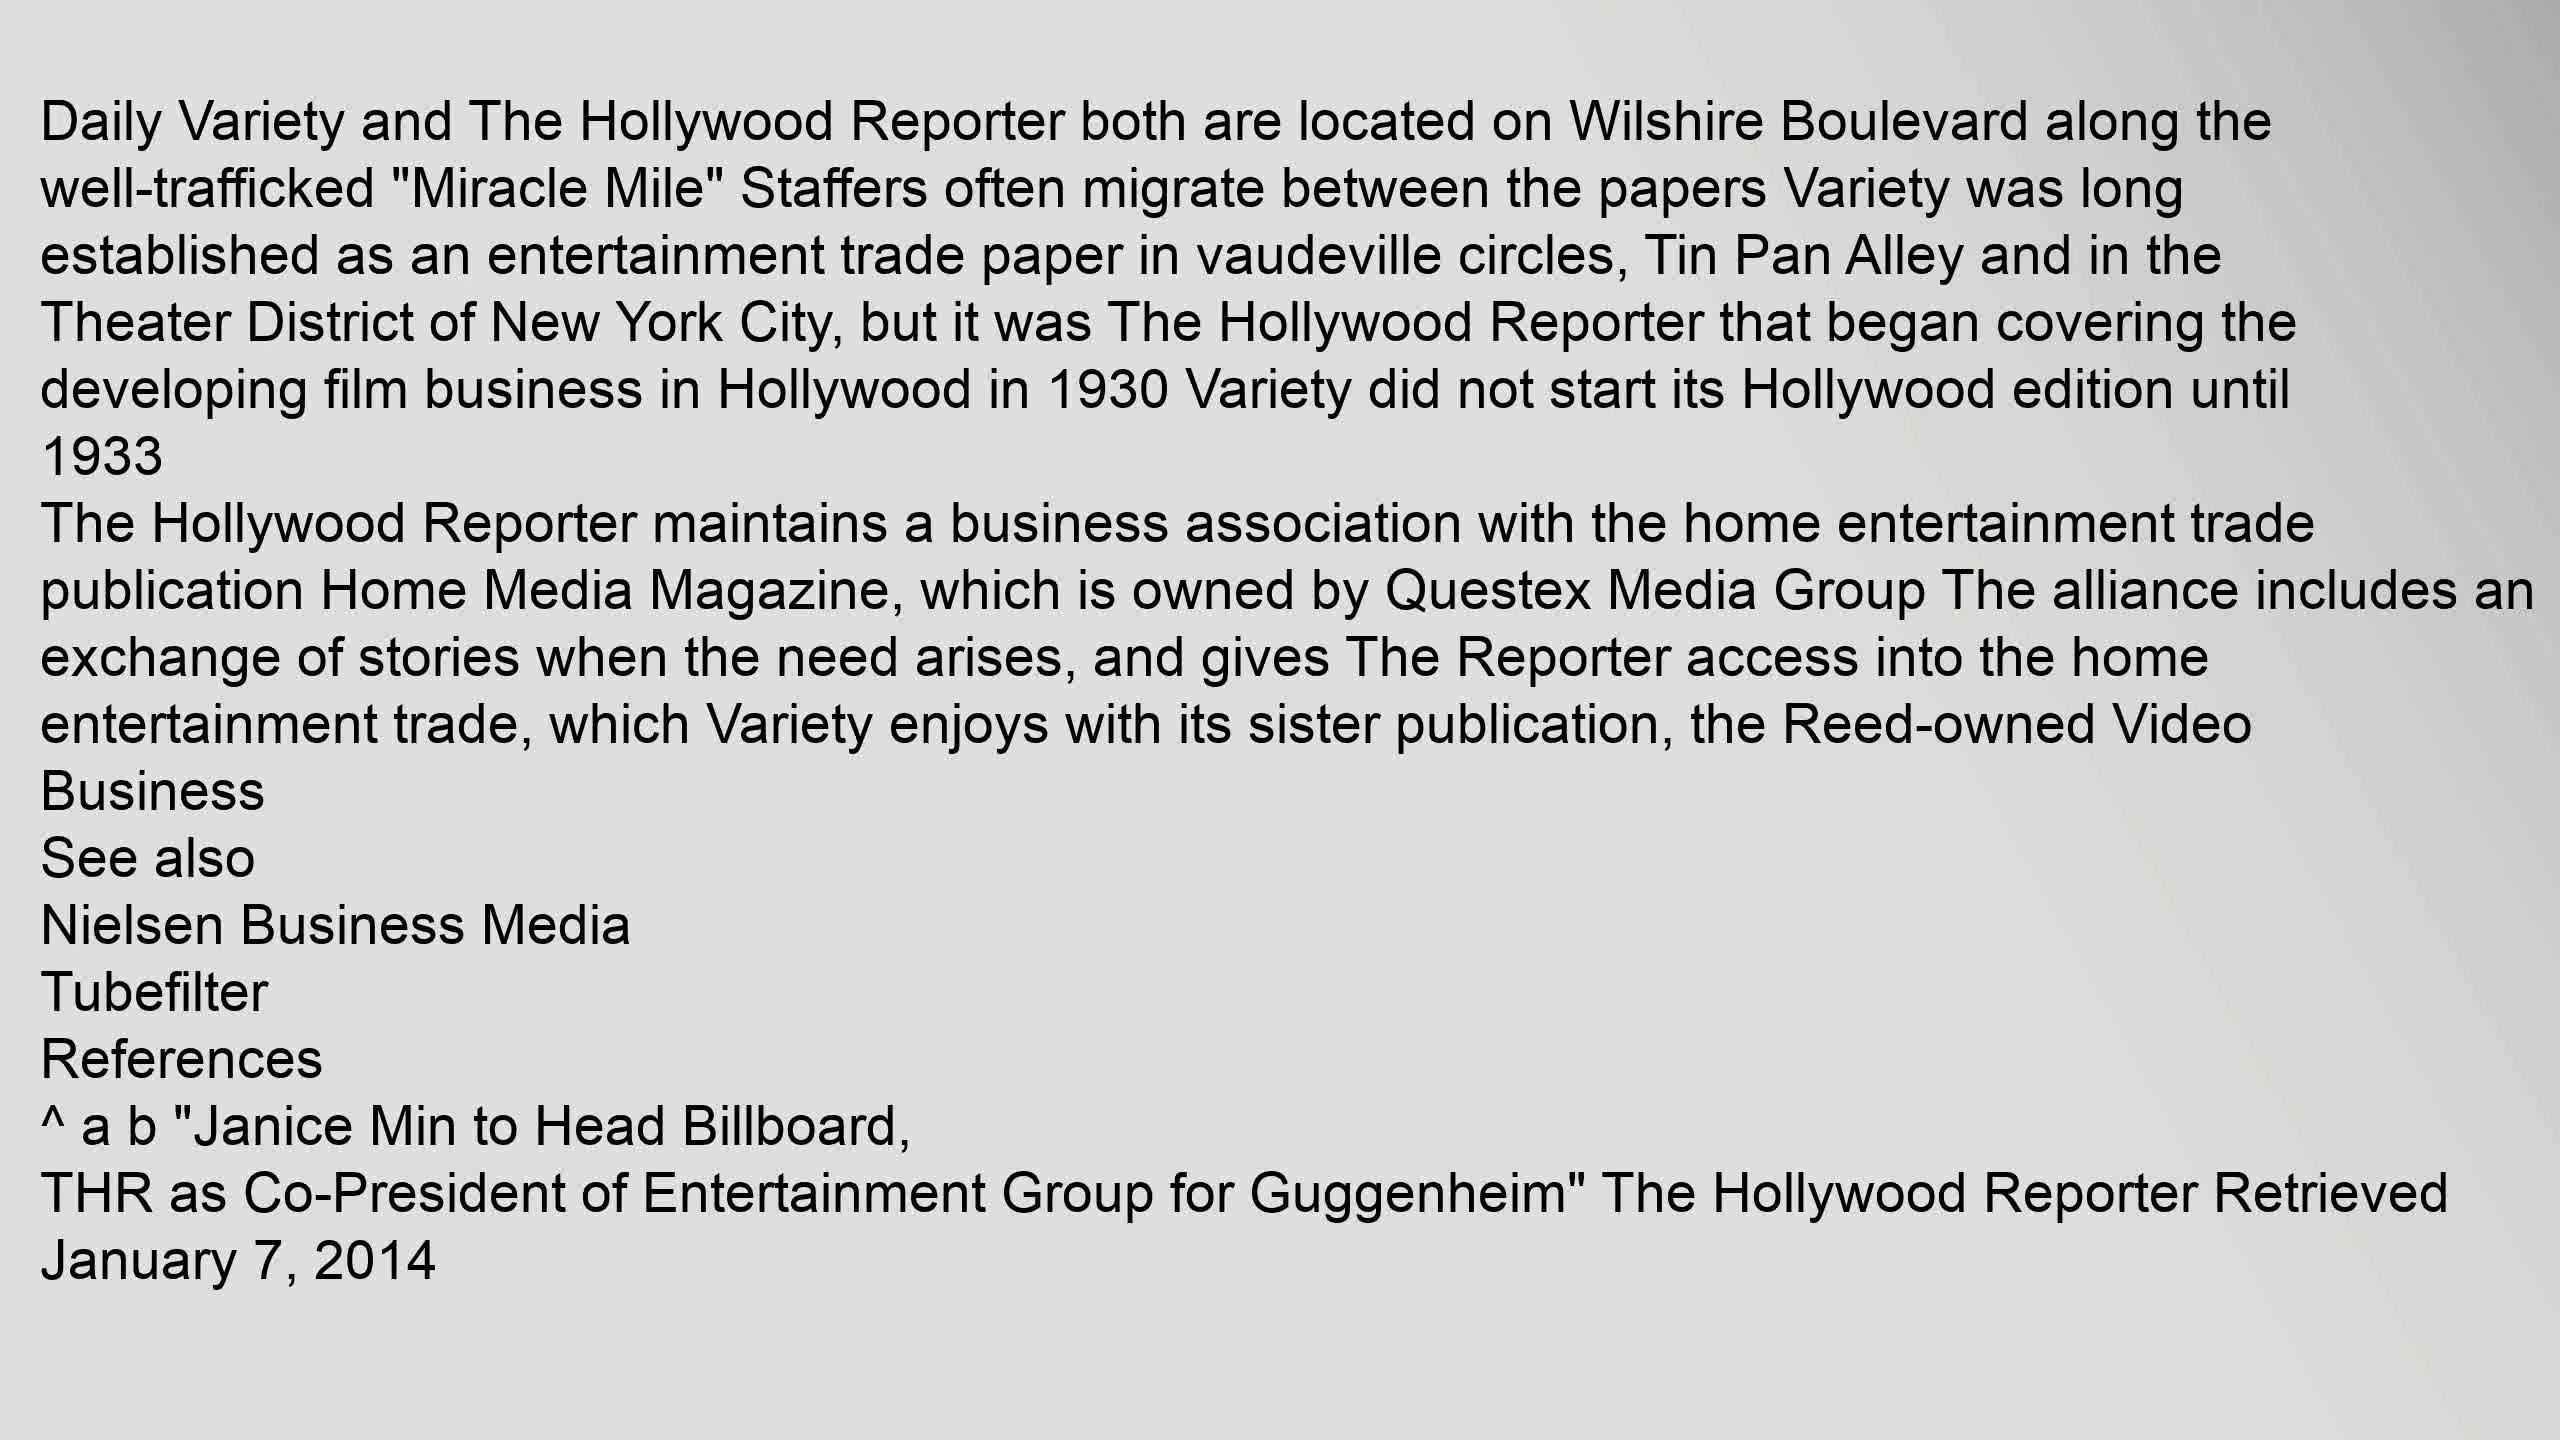 Daily Variety and The Hollywood Reporter both are located on Wilshire Boulevard along the
well-trafficked "Miracle Mile" Staffers often migrate between the papers Variety was long
established as an entertainment trade paper in vaudeville circles, Tin Pan Alley and in the
Theater District of New York City, but it was The Hollywood Reporter that began covering the
developing film business in Hollywood in 1930 Variety did not start its Hollywood edition until
1933
The Hollywood Reporter maintains a business association with the home entertainment trade
publication Home Media Magazine, which is owned by Questex Media Group The alliance includes an
exchange of stories when the need arises, and gives The Reporter access into the home
entertainment trade, which Variety enjoys with its sister publication, the Reed-owned Video
Business
See also
Nielsen Business Media
Tubefilter
References
^ a b "Janice Min to Head Billboard,
THR as Co-President of Entertainment Group for Guggenheim" The Hollywood Reporter Retrieved
January 7, 2014